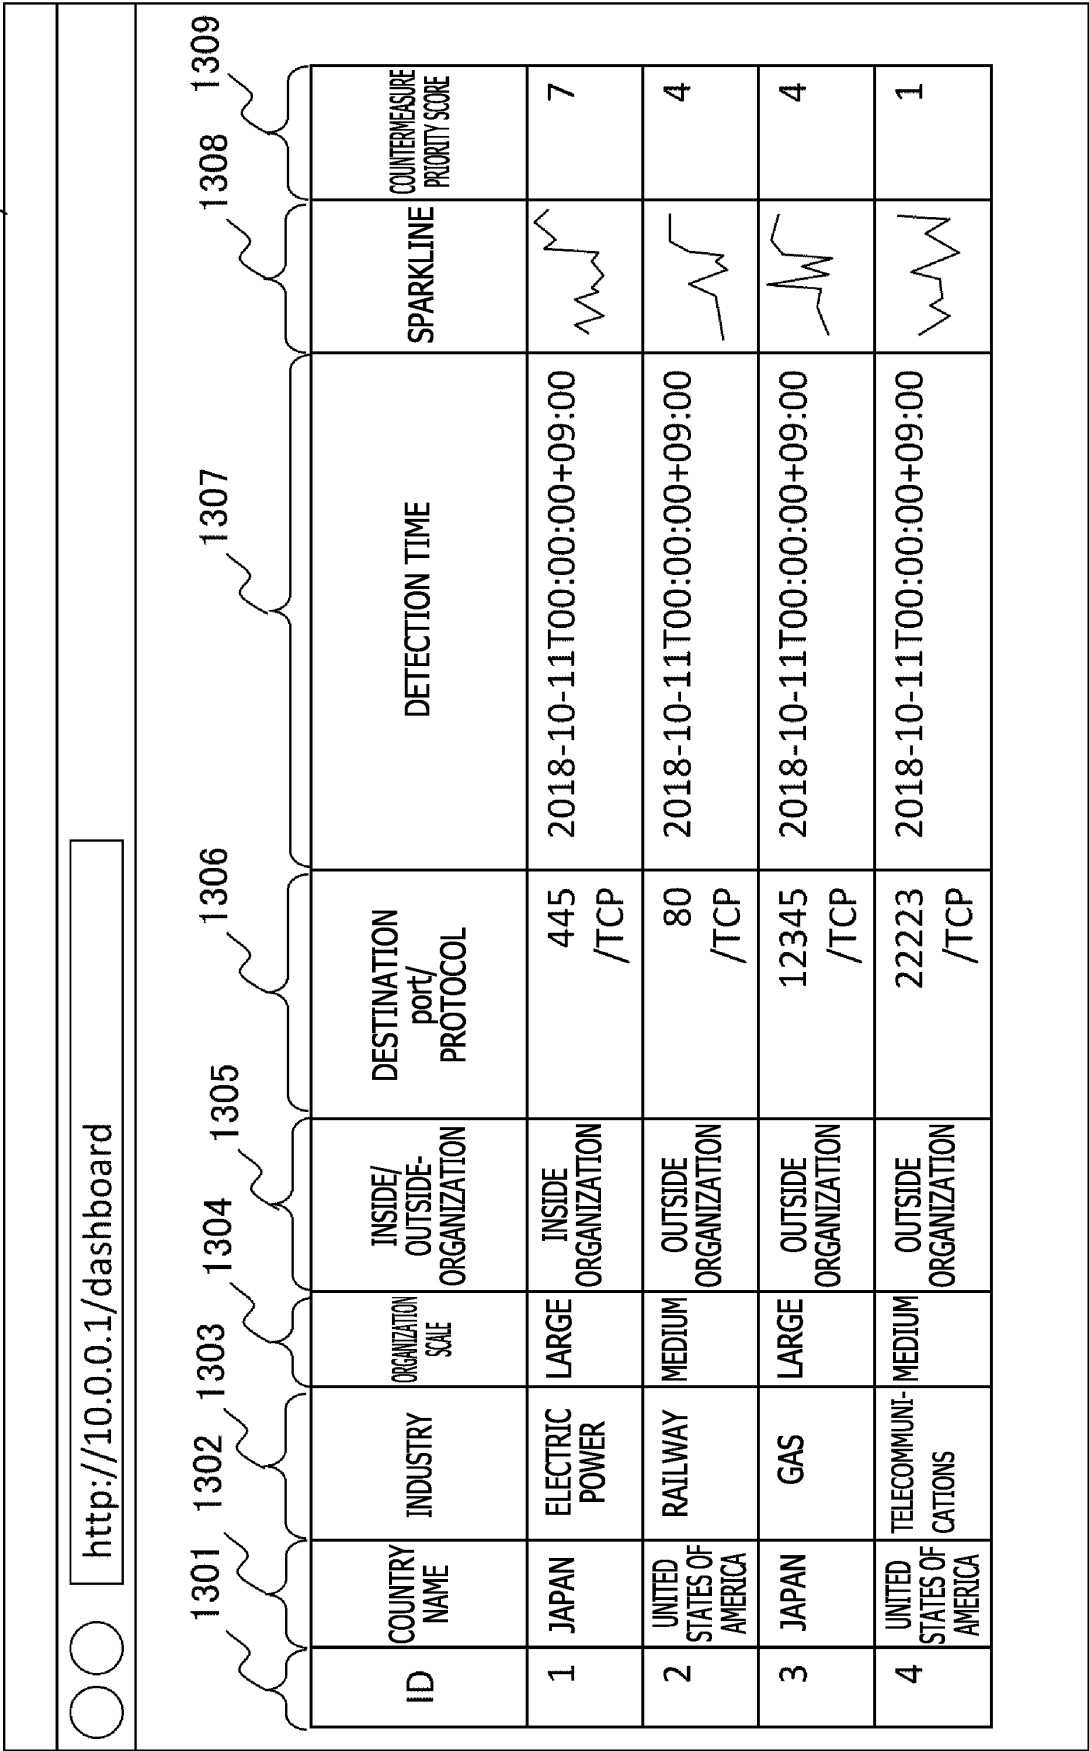 http://10.0.0.1/dashboard
1301
1302
1303
1304
1305
1306
1307
1308
1309
ID
COUNTRY
NAME
INDUSTRY
ORGANIZATION
SCALE
INSIDE/
OUTSIDE-
ORGANIZATION
DESTINATION
port/
PROTOCOL
DETECTION TIME
SPARKLINE
COUNTERMEASURE
PRIORITY SCORE
1
JAPAN
ELECTRIC
POWER
LARGE
INSIDE
ORGANIZATION
445
/TCP
2018-10-11T00:00:00+09:00
7
2
UNITED
STATES OF
AMERICA
RAILWAY
MEDIUM
OUTSIDE
ORGANIZATION
80
/TCP
2018-10-11T00:00:00+09:00
4
3
JAPAN
GAS
LARGE
OUTSIDE
ORGANIZATION
12345
/TCP
2018-10-11T00:00:00+09:00
4
4
UNITED
STATES OF
AMERICA
TELECOMMUNI-
CATIONS
MEDIUM
OUTSIDE
ORGANIZATION
22223
/TCP
2018-10-11T00:00:00+09:00
1